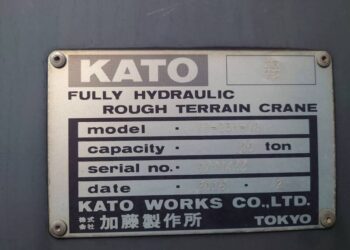 KATO
FULLY HYDRAULIC
ROUGH TERRAIN CRANE
model
capacity ton
serial no.
date
KATO WORKS CO.,LTD.
株式会社 加藤製作所 TOKYO